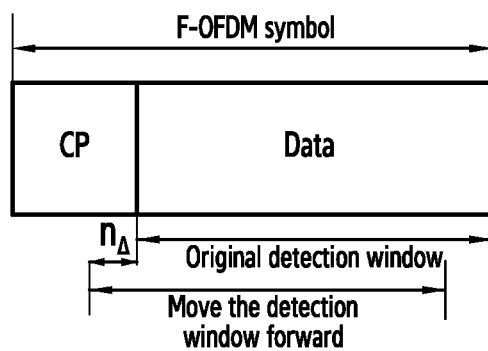 F-OFDM symbol
CP
Data
nΔ
Original detection window
Move the detection
window forward